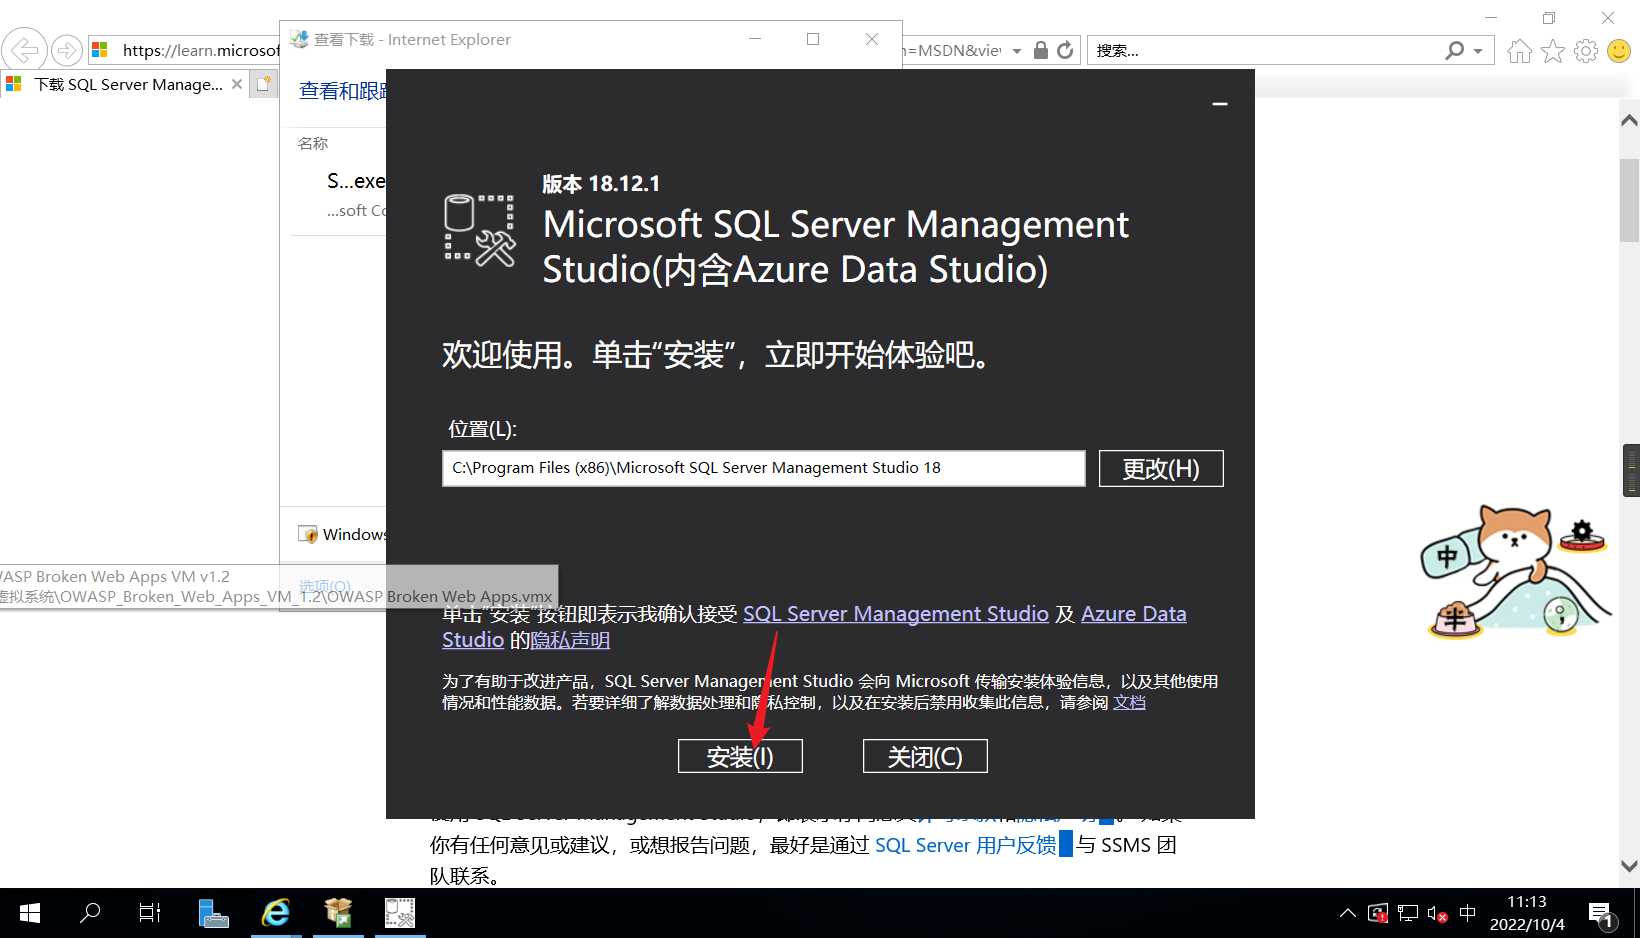 查看下载 - Internet Explorer
https://learn.microsof
=MSDN&vie
搜索...
下载 SQL Server Manage...
查看和跟踪
名称
S...exe
...soft Co
版本 18.12.1
Microsoft SQL Server Management
Studio(内含Azure Data Studio)
欢迎使用。单击“安装”，立即开始体验吧。
位置(L):
C:\Program Files (x86)\Microsoft SQL Server Management Studio 18
更改(H)
Windows
中
半
WASP Broken Web Apps VM v1.2
选项(O)
虚拟系统\OWASP_Broken_Web_Apps_VM_1.2\OWASP Broken Web Apps.vmx
单击“安装”按钮即表示我确认接受 SQL Server Management Studio 及 Azure Data
Studio 的隐私声明
为了有助于改进产品，SQL Server Management Studio 会向 Microsoft 传输安装体验信息，以及其他使用
情况和性能数据。若要详细了解数据处理和隐私控制，以及在安装后禁用收集此信息，请参阅 文档
安装(I)
关闭(C)
你有任何意见或建议，或想报告问题，最好是通过 SQL Server 用户反馈 与 SSMS 团
队联系。
中
11:13
2022/10/4
1